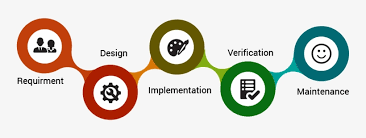 Requirment
Design
Implementation
Verification
Maintenance